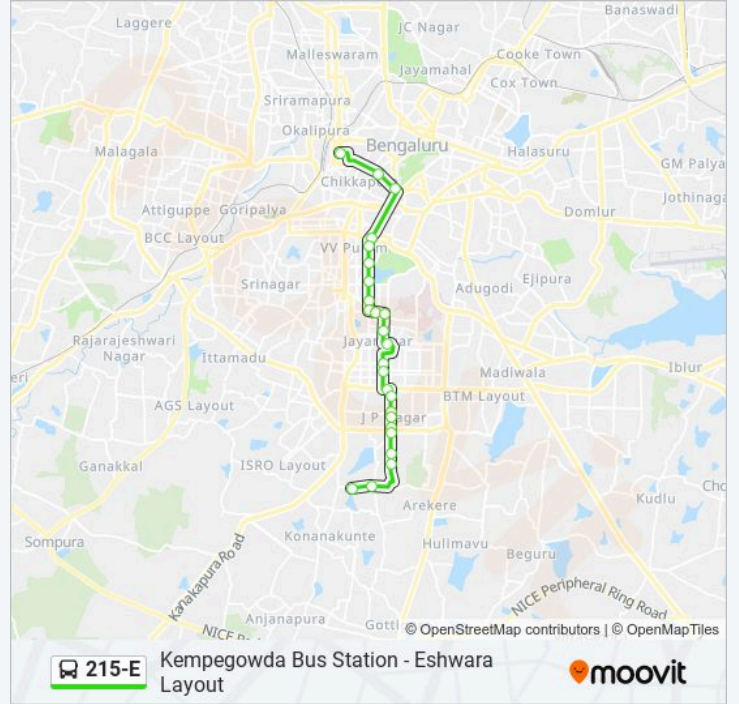 Laggere
JC Nagar
Banaswadi
Malleswaram
Cooke Town
Jayamahal
Cox Town
Sriramapura
Okalipura
Bengaluru
Malagala
Halasuru
GM Palya
Chikkape
Jothinaga
Attiguppe
Goripalya
Domlur
BCC Layout
VV Puram
Srinagar
Adugodi
Ejipura
Rajarajeshwari
Nagar
Jayanagar
Ittamadu
Madiwala
Iblur
BTM Layout
AGS Layout
J P Nagar
Ganakkal
ISRO Layout
Arekere
Kudlu
Sompura
Konanakunte
Hulimavu
Beguru
Kanakapura Road
NICE Peripheral Ring Road
Anjanapura
Gotti
© OpenStreetMap contributors | © OpenMapTiles
215-E
Kempegowda Bus Station - Eshwara
Layout
moovit